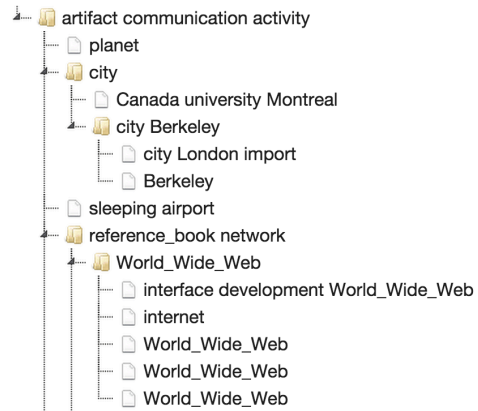 artifact communication activity
planet
city
Canada university Montreal
city Berkeley
city London import
Berkeley
sleeping airport
reference_book network
World_Wide_Web
interface development World_Wide_Web
internet
World_Wide_Web
World_Wide_Web
World_Wide_Web